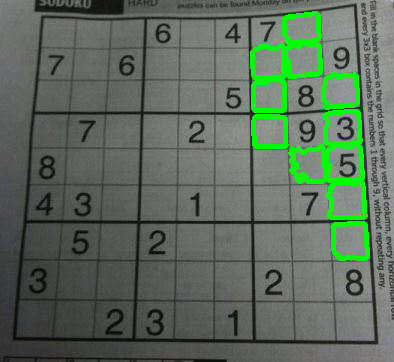 SUDOKU HARD puzzles can be found Monday
6 4 7
7 6 9
5 8
7 2 9 3
8 5
4 3 1 7
5 2
3 2 8
2 3 1
Fill in the blank spaces in the grid so that every vertical column, every horizontal row
and every 3x3 box contains the numbers 1 through 9, without repeating any.